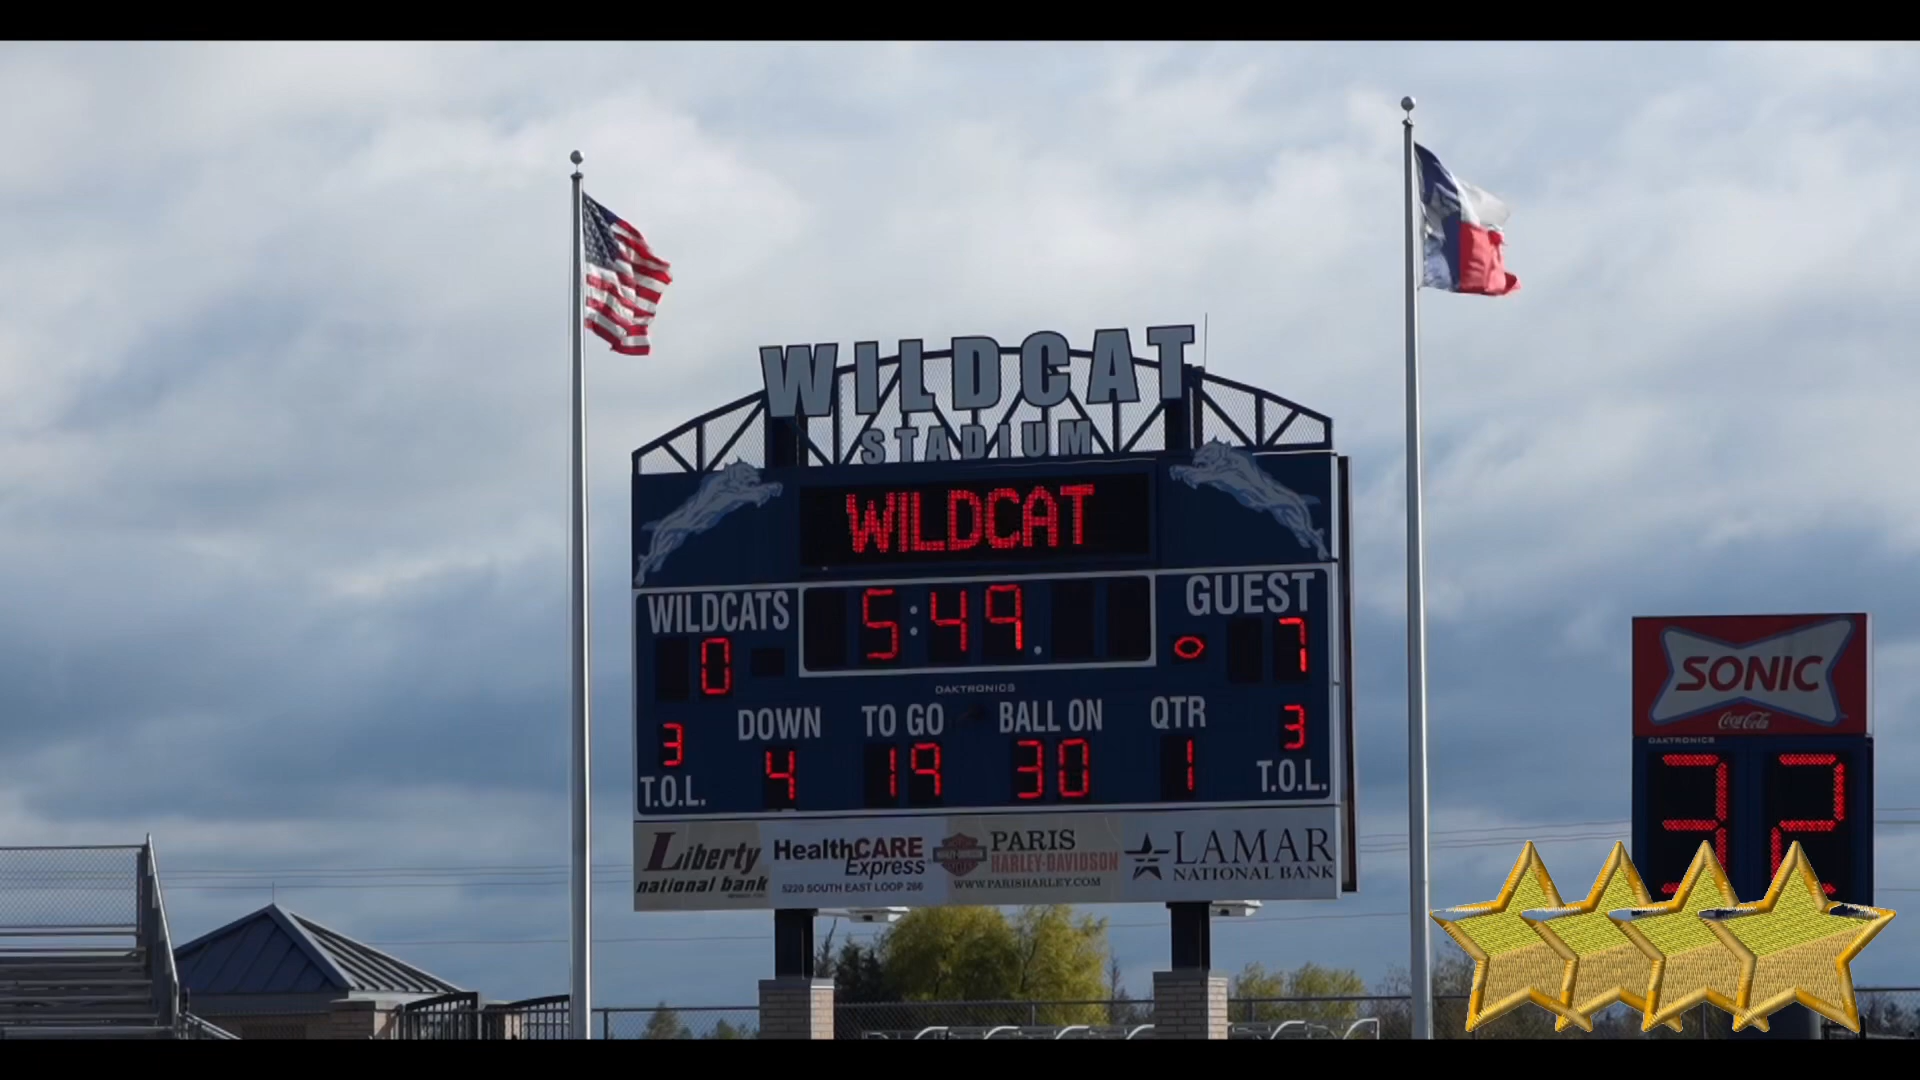 WILDCAT
STADIUM
WILDCAT
WILDCATS 5:49. GUEST
0 7
DAKTRONICS
DOWN TO GO BALL ON QTR
3 4 19 30 1 3
T.O.L. T.O.L.
Liberty
national bank
HealthCARE
Express
5220 SOUTH EAST LOOP 286
PARIS
HARLEY-DAVIDSON
WWW.PARISHARLEY.COM
LAMAR
NATIONAL BANK
SONIC
Coca-Cola
DAKTRONICS
32